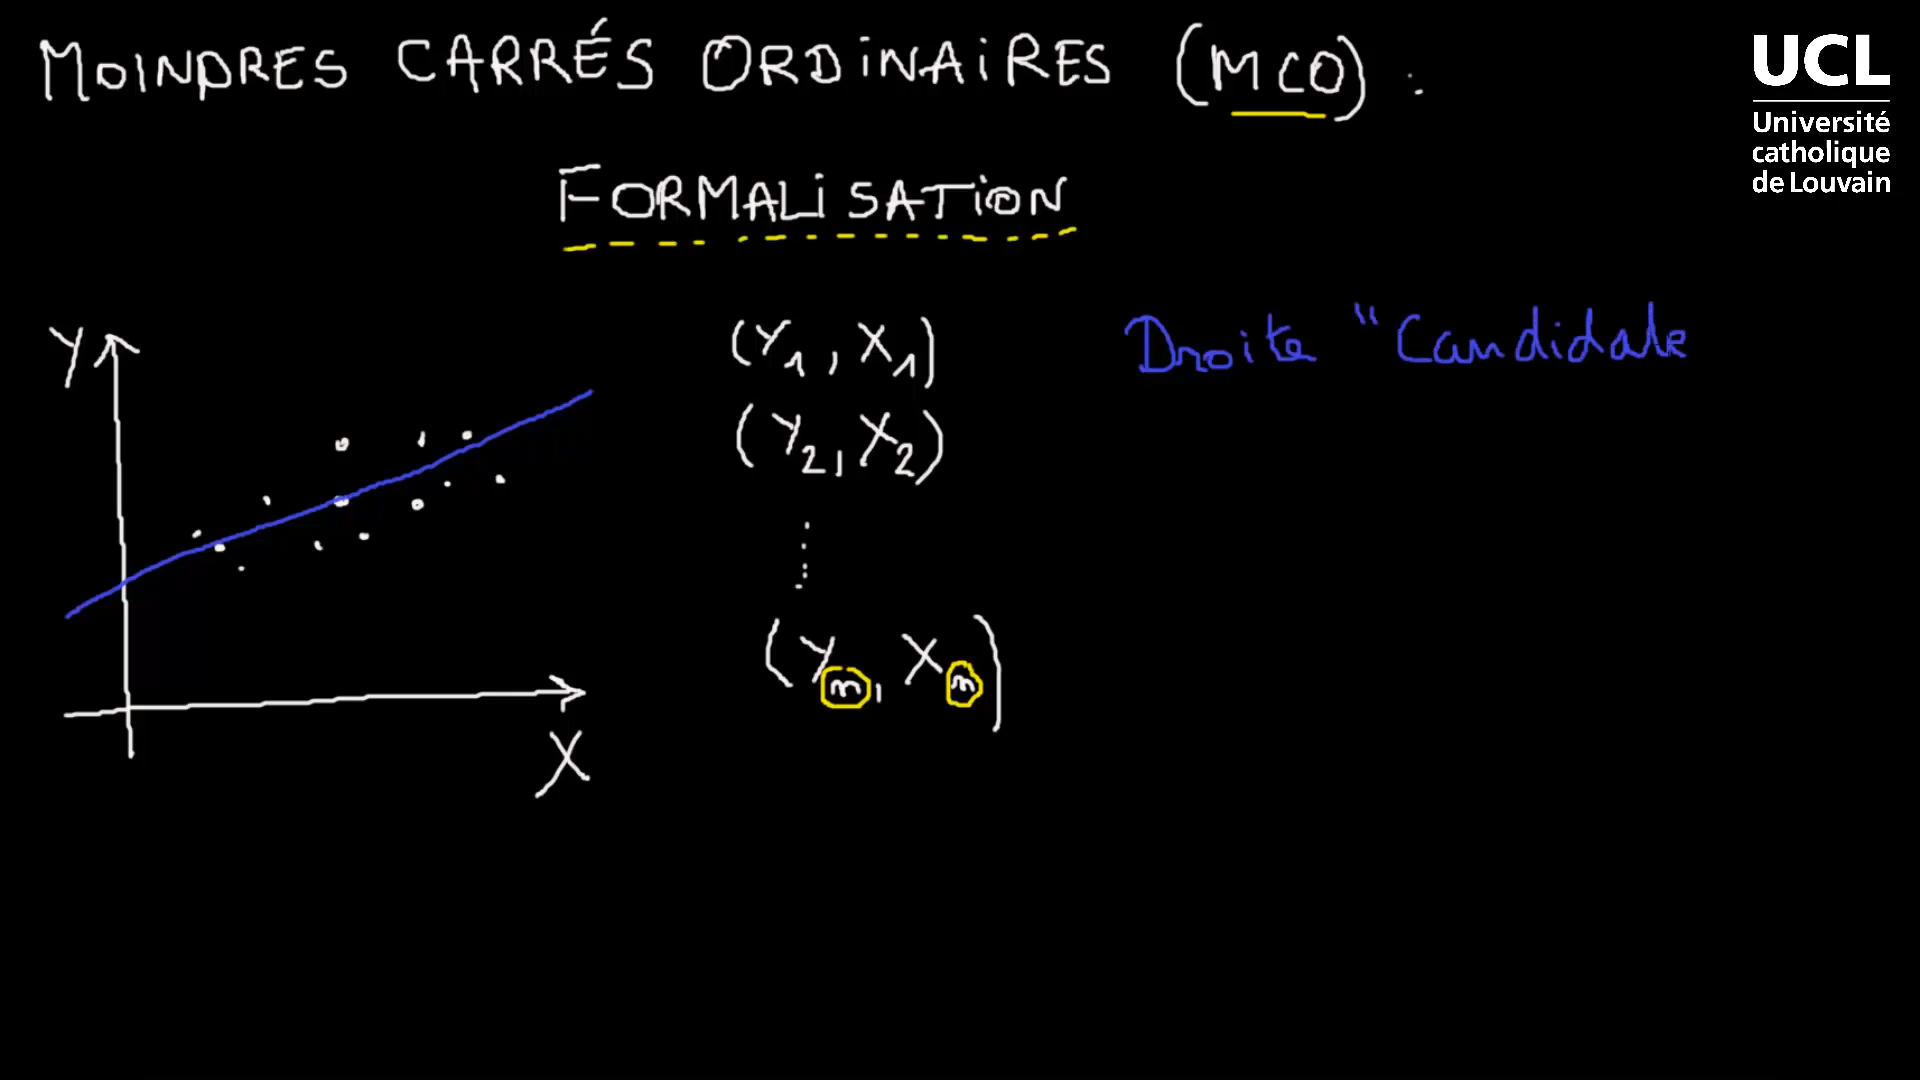 MOINDRES CARRÉS ORDINAIRES (MCO) :
UCL
Université
catholique
de Louvain
FORMALISATION
Y
(Y1, X1)
Droite "Candidate
(Y2, X2)
(Yn, Xn)
X